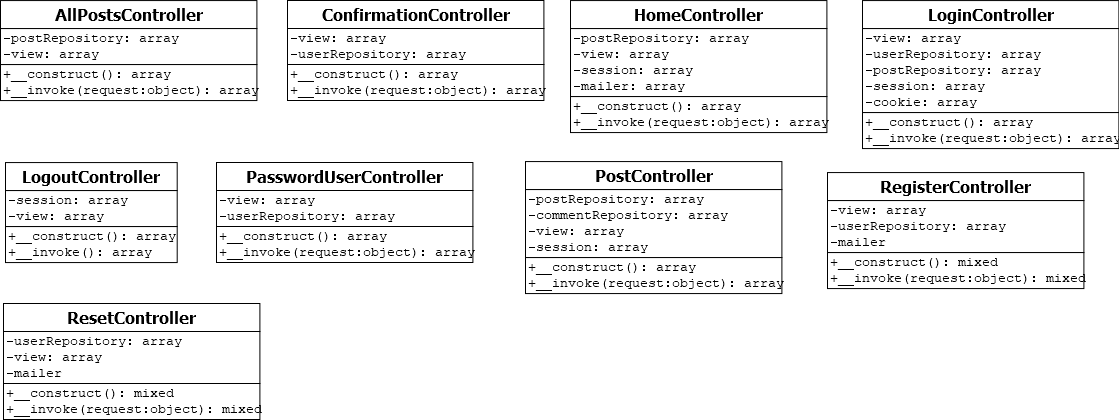 AllPostsController
-postRepository: array
-view: array
+__construct(): array
+__invoke(request:object): array
ConfirmationController
-view: array
-userRepository: array
+__construct(): array
+__invoke(request:object): array
HomeController
-postRepository: array
-view: array
-session: array
-mailer: array
+__construct(): array
+__invoke(request:object): array
LoginController
-view: array
-userRepository: array
-postRepository: array
-session: array
-cookie: array
+__construct(): array
+__invoke(request:object): array
LogoutController
-session: array
-view: array
+__construct(): array
+__invoke(): array
PasswordUserController
-view: array
-userRepository: array
+__construct(): array
+__invoke(request:object): array
PostController
-postRepository: array
-commentRepository: array
-view: array
-session: array
+__construct(): array
+__invoke(request:object): array
RegisterController
-view: array
-userRepository: array
-mailer
+__construct(): mixed
+__invoke(request:object): mixed
ResetController
-userRepository: array
-view: array
-mailer
+__construct(): mixed
+__invoke(request:object): mixed